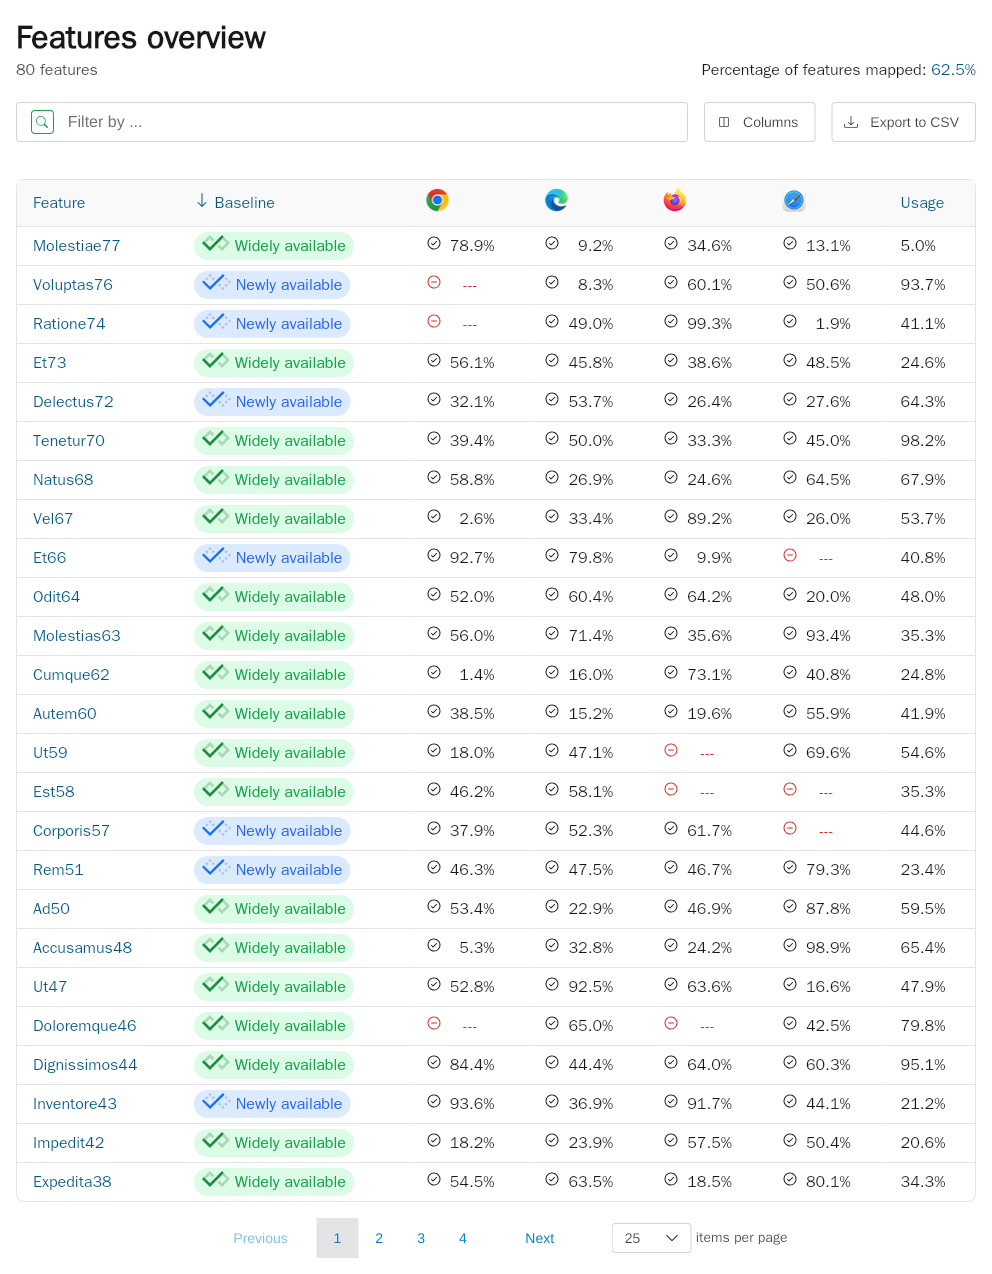 Features overview
80 features
Percentage of features mapped: 62.5%
Filter by ...
Columns
Export to CSV
Feature Baseline Usage
Molestiae77 Widely available 78.9% 9.2% 34.6% 13.1% 5.0%
Voluptas76 Newly available --- 8.3% 60.1% 50.6% 93.7%
Ratione74 Newly available --- 49.0% 99.3% 1.9% 41.1%
Et73 Widely available 56.1% 45.8% 38.6% 48.5% 24.6%
Delectus72 Newly available 32.1% 53.7% 26.4% 27.6% 64.3%
Tenetur70 Widely available 39.4% 50.0% 33.3% 45.0% 98.2%
Natus68 Widely available 58.8% 26.9% 24.6% 64.5% 67.9%
Vel67 Widely available 2.6% 33.4% 89.2% 26.0% 53.7%
Et66 Newly available 92.7% 79.8% 9.9% --- 40.8%
Odit64 Widely available 52.0% 60.4% 64.2% 20.0% 48.0%
Molestias63 Widely available 56.0% 71.4% 35.6% 93.4% 35.3%
Cumque62 Widely available 1.4% 16.0% 73.1% 40.8% 24.8%
Autem60 Widely available 38.5% 15.2% 19.6% 55.9% 41.9%
Ut59 Widely available 18.0% 47.1% --- 69.6% 54.6%
Est58 Widely available 46.2% 58.1% --- --- 35.3%
Corporis57 Newly available 37.9% 52.3% 61.7% --- 44.6%
Rem51 Newly available 46.3% 47.5% 46.7% 79.3% 23.4%
Ad50 Widely available 53.4% 22.9% 46.9% 87.8% 59.5%
Accusamus48 Widely available 5.3% 32.8% 24.2% 98.9% 65.4%
Ut47 Widely available 52.8% 92.5% 63.6% 16.6% 47.9%
Doloremque46 Widely available --- 65.0% --- 42.5% 79.8%
Dignissimos44 Widely available 84.4% 44.4% 64.0% 60.3% 95.1%
Inventore43 Newly available 93.6% 36.9% 91.7% 44.1% 21.2%
Impedit42 Widely available 18.2% 23.9% 57.5% 50.4% 20.6%
Expedita38 Widely available 54.5% 63.5% 18.5% 80.1% 34.3%
Previous 1 2 3 4 Next 25 items per page